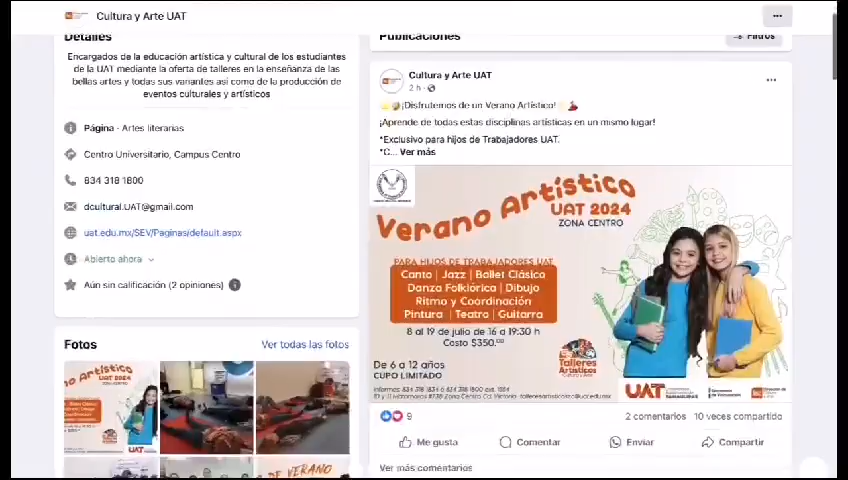 Cultura y Arte UAT
Detalles
Encargados de la educación artística y cultural de los estudiantes
de la UAT mediante la oferta de talleres en la enseñanza de las
bellas artes y todas sus variantes asi como de la producción de
eventos culturales y artísticos
Página · Artes literarias
Centro Universitario, Campus Centro
834 318 1800
dcultural.UAT@gmail.com
uat.edu.mx/SEV/Paginas/default.aspx
Abierto ahora
Aún sin calificación (2 opiniones)
Fotos
Ver todas las fotos
Publicaciones
Filtros
Cultura y Arte UAT
2 h
¡Disfrutemos de un Verano Artístico!
¡Aprende de todas estas disciplinas artísticas en un mismo lugar!
*Exclusivo para hijos de Trabajadores UAT.
*C... Ver más
Verano Artístico
UAT 2024
ZONA CENTRO
PARA HIJOS DE TRABAJADORES UAT
Canto | Jazz | Ballet Clásico
Danza Folklórica | Dibujo
Ritmo y Coordinación
Pintura | Teatro | Guitarra
8 al 19 de julio de 16 a 19:30 h
Costo $350.00
De 6 a 12 años
CUPO LIMITADO
Talleres
Artísticos
UAT
9
2 comentarios
10 veces compartido
Me gusta
Comentar
Enviar
Compartir
Ver más comentarios